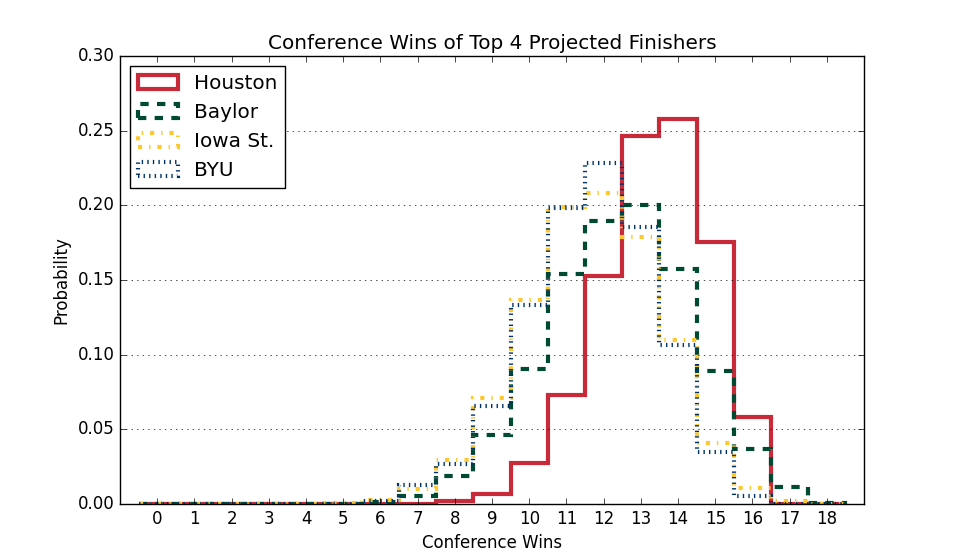 Conference Wins of Top 4 Projected Finishers
0.30
0.25
0.20
0.15
0.10
0.05
0.00
Probability
Houston
Baylor
Iowa St.
BYU
0 1 2 3 4 5 6 7 8 9 10 11 12 13 14 15 16 17 18
Conference Wins